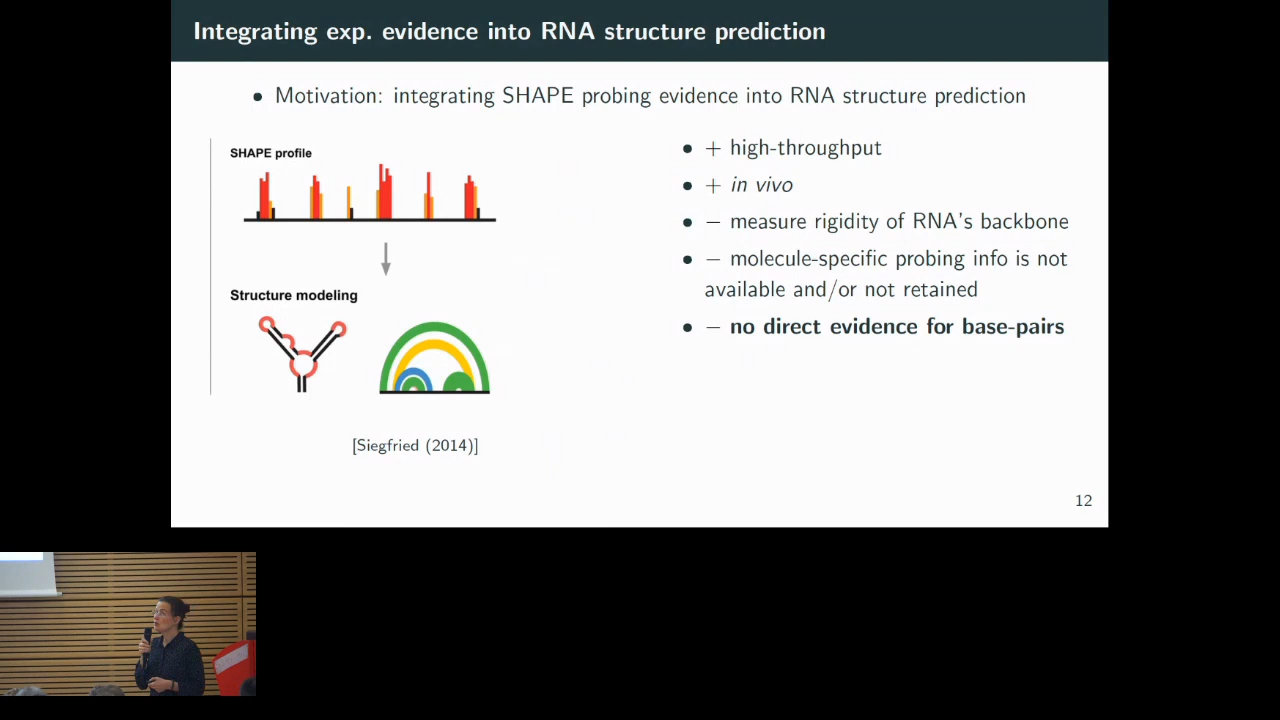 Integrating exp. evidence into RNA structure prediction
• Motivation: integrating SHAPE probing evidence into RNA structure prediction
SHAPE profile
Structure modeling
[Siegfried (2014)]
• + high-throughput
• + in vivo
• − measure rigidity of RNA's backbone
• − molecule-specific probing info is not
available and/or not retained
• − no direct evidence for base-pairs
12